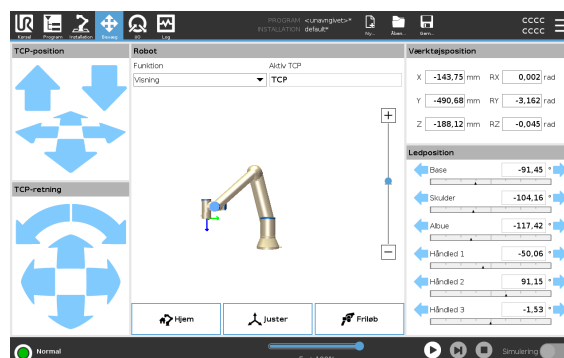 PROGRAM <unavngivet>*
INSTALLATION default*
Kørsel Program Installation Bevæg I/O Log
Ny... Åbn... Gem...
CCCC
CCCC
TCP-position
Robot
Værktøjsposition
Funktion
Aktiv TCP
Visning
TCP
X -143,75 mm RX 0,002 rad
Y -490,68 mm RY -3,162 rad
Z -188,12 mm RZ -0,045 rad
Ledposition
Base -91,45 °
Skulder -104,16 °
TCP-retning
Albue -117,42 °
Håndled 1 -50,06 °
Håndled 2 91,15 °
Håndled 3 -1,53 °
Hjem
Juster
Friløb
Normal
Simulering